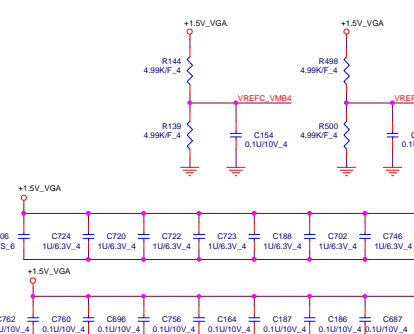 +1.5V_VGA +1.5V_VGA
R144 R498
4.99K/F_4 4.99K/F_4
VREFC_VMB4
R139 C154 R500
4.99K/F_4 0.1U/10V_4 4.99K/F_4
+1.5V_VGA
C724 C720 C722 C723 C188 C702 C746
1U/6.3V_4 1U/6.3V_4 1U/6.3V_4 1U/6.3V_4 1U/6.3V_4 1U/6.3V_4 1U/6.3V_4
+1.5V_VGA
C762 C760 C696 C756 C164 C187 C186 C687
0.1U/10V_4 0.1U/10V_4 0.1U/10V_4 0.1U/10V_4 0.1U/10V_4 0.1U/10V_4 0.1U/10V_4